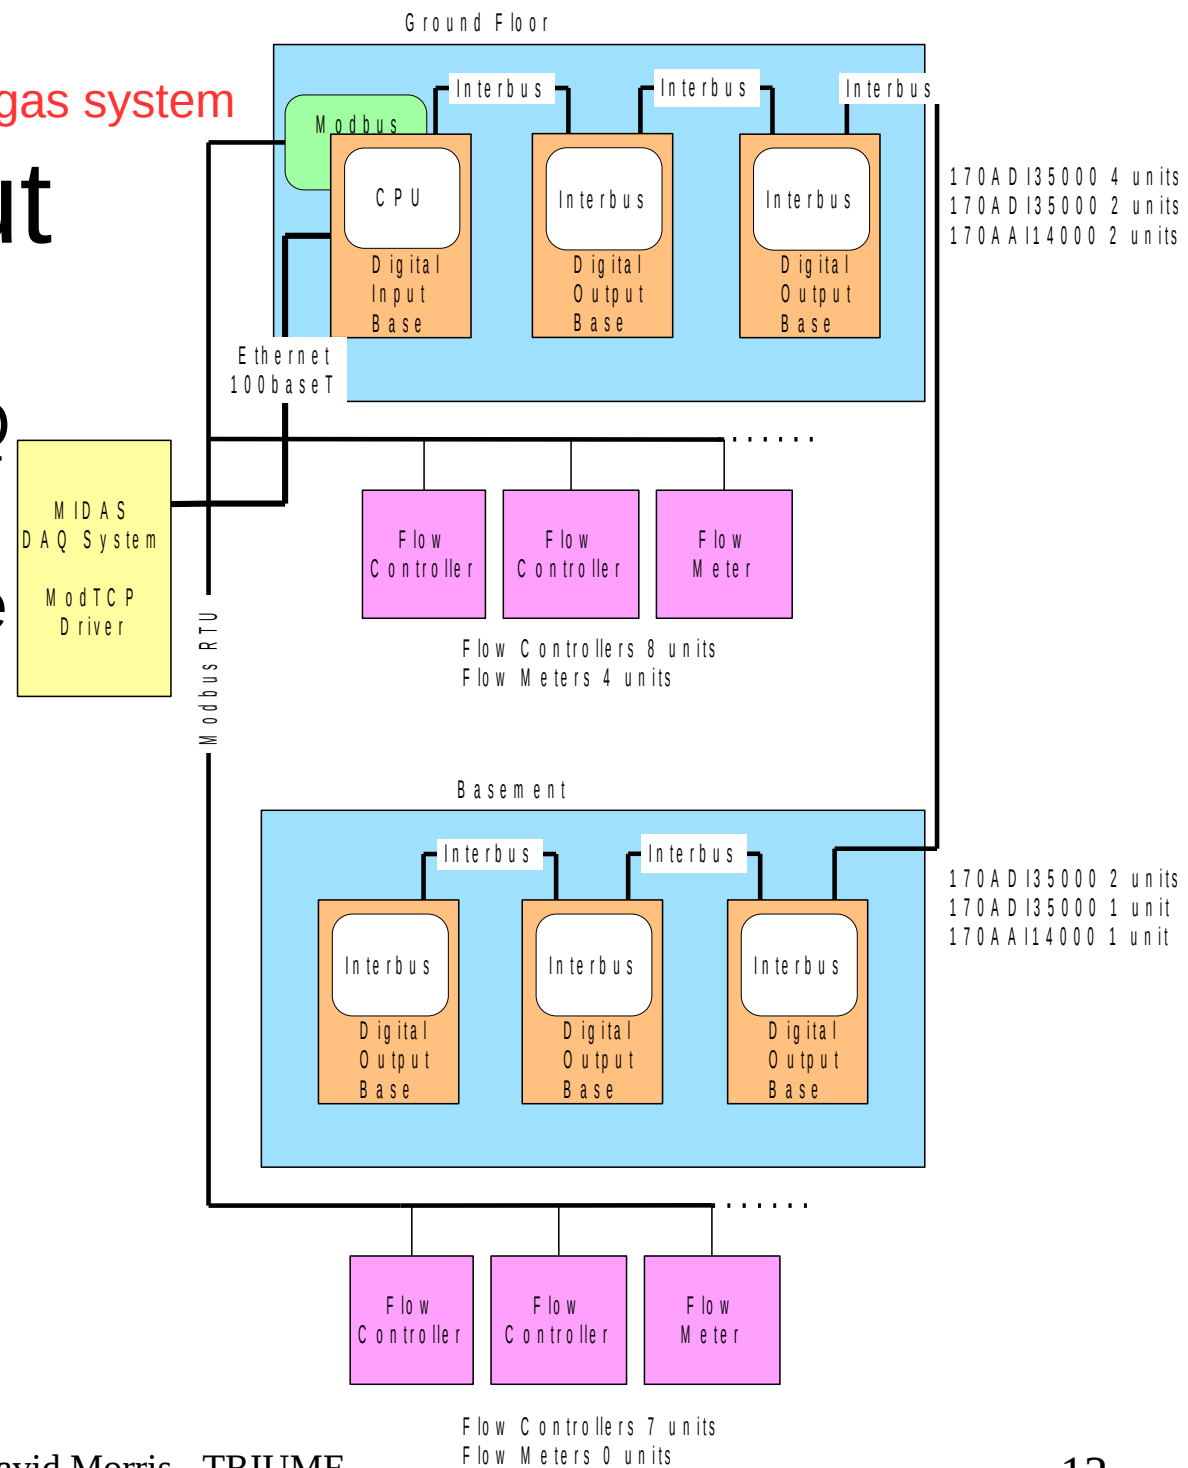 Ground Floor
gas system
Interbus
Interbus
Interbus
Modbus
CPU
Interbus
Interbus
170ADI35000 4 units
170ADI35000 2 units
170AAI14000 2 units
Digital
Input
Base
Digital
Output
Base
Digital
Output
Base
Ethernet
100baseT
MIDAS
DAQ System
ModTCP
Driver
Flow
Controller
Flow
Controller
Flow
Meter
Modbus RTU
Flow Controllers 8 units
Flow Meters 4 units
Basement
Interbus
Interbus
170ADI35000 2 units
170ADI35000 1 unit
170AAI14000 1 unit
Interbus
Interbus
Interbus
Digital
Output
Base
Digital
Output
Base
Digital
Output
Base
Flow
Controller
Flow
Controller
Flow
Meter
Flow Controllers 7 units
Flow Meters 0 units
Morris TRIUMF